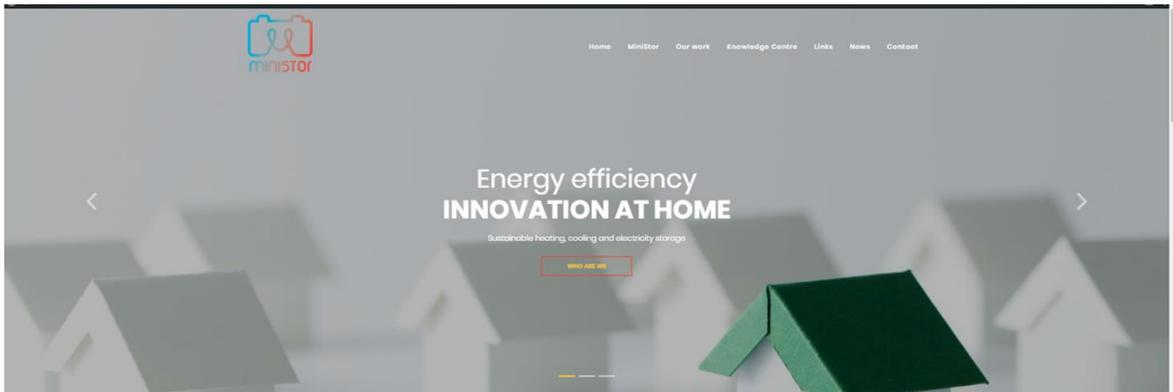 miniSTOr
Home MiniStor Our work Knowledge Centre Links News Contact
Energy efficiency
INNOVATION AT HOME
Sustainable heating, cooling and electricity storage
WHO ARE WE